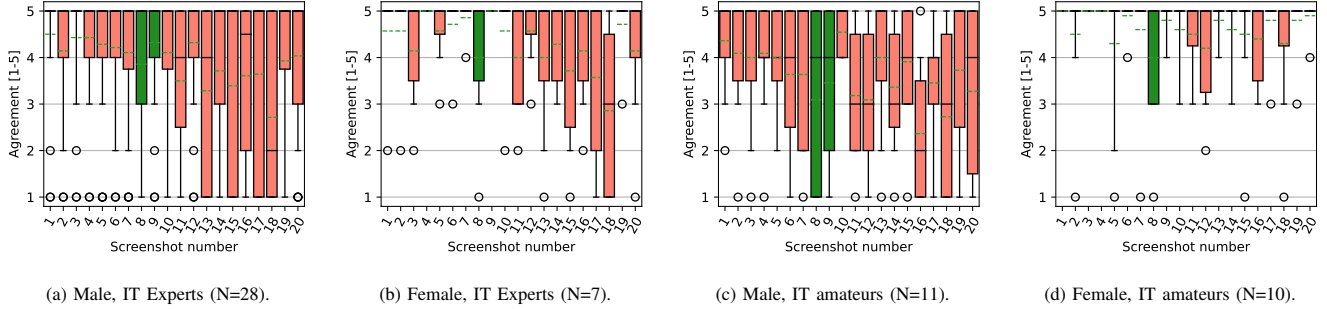 5
4
3
2
1
Agreement [1-5]
1 2 3 4 5 6 7 8 9 10 11 12 13 14 15 16 17 18 19 20
Screenshot number
(a) Male, IT Experts (N=28).
5
4
3
2
1
Agreement [1-5]
1 2 3 4 5 6 7 8 9 10 11 12 13 14 15 16 17 18 19 20
Screenshot number
(b) Female, IT Experts (N=7).
5
4
3
2
1
Agreement [1-5]
1 2 3 4 5 6 7 8 9 10 11 12 13 14 15 16 17 18 19 20
Screenshot number
(c) Male, IT amateurs (N=11).
5
4
3
2
1
Agreement [1-5]
1 2 3 4 5 6 7 8 9 10 11 12 13 14 15 16 17 18 19 20
Screenshot number
(d) Female, IT amateurs (N=10).